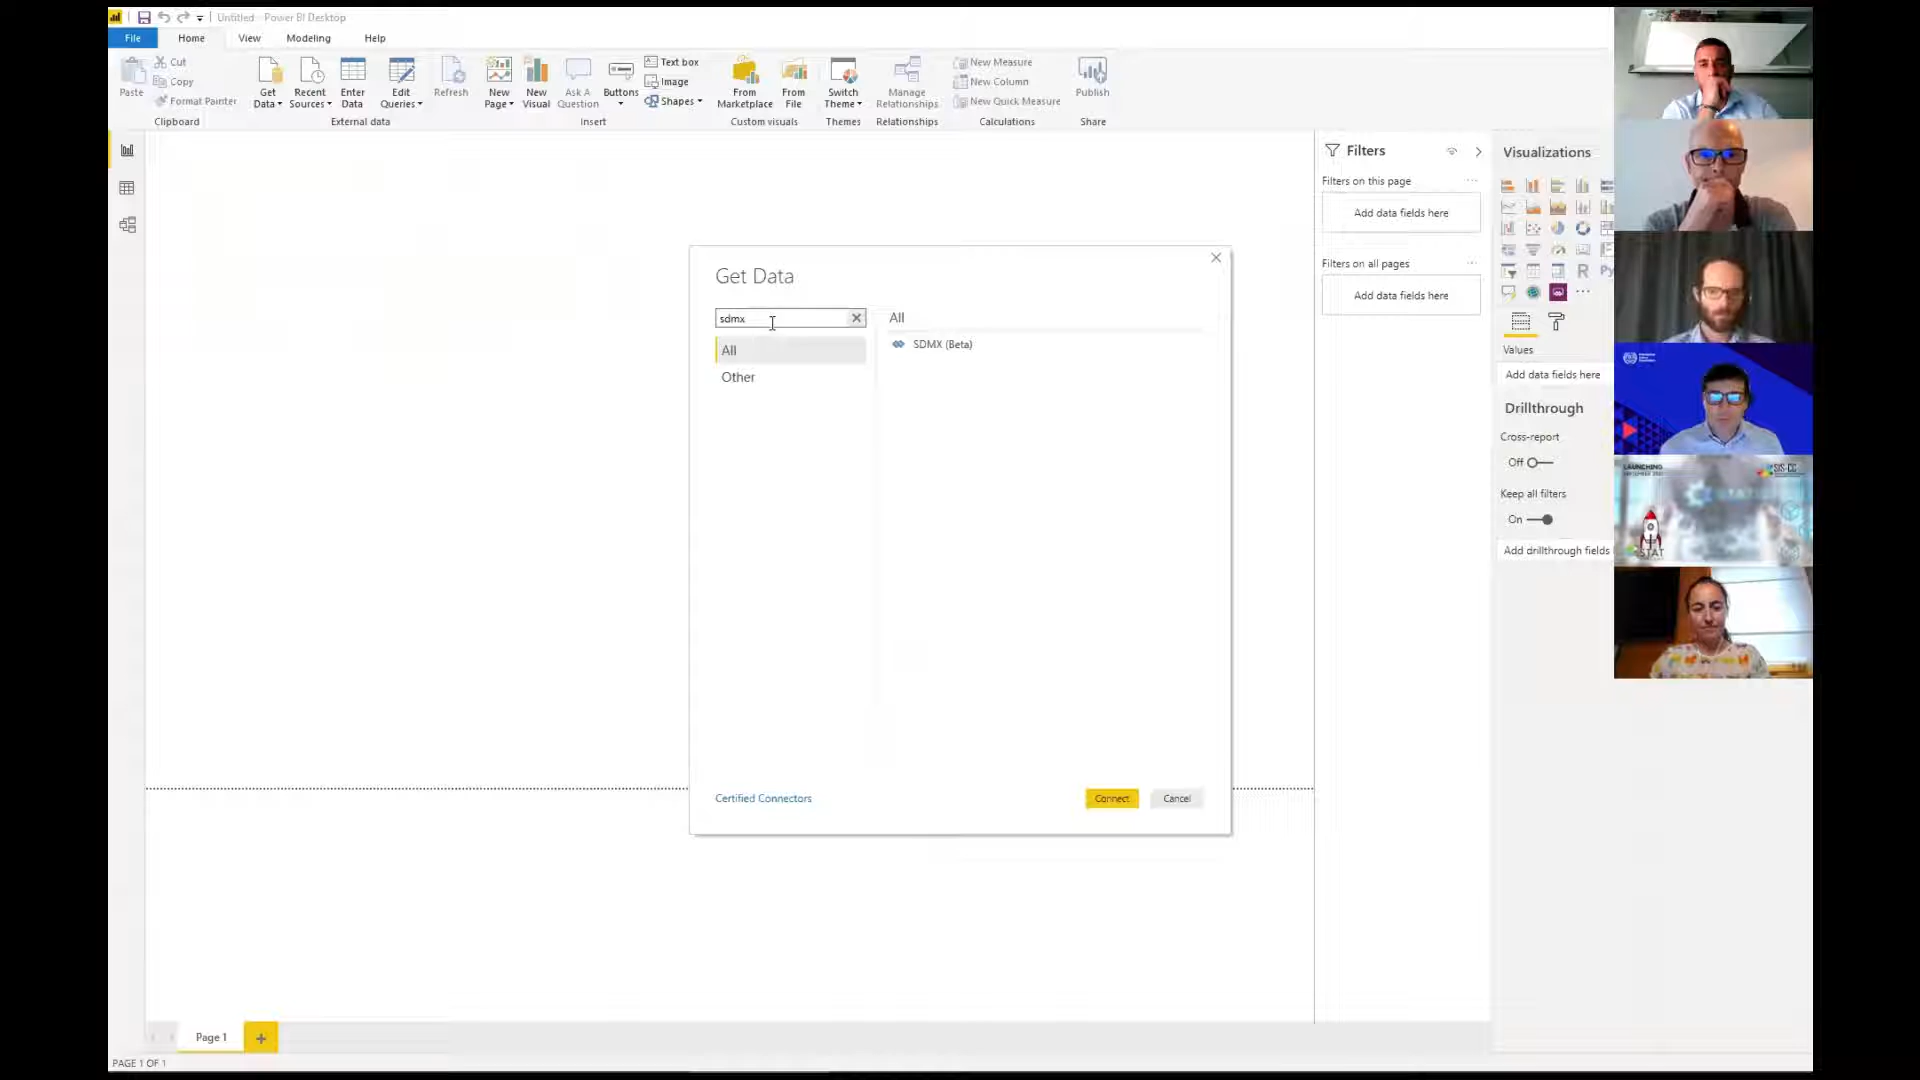 Untitled - Power BI Desktop
File Home View Modeling Help
Paste
Cut
Copy
Format Painter
Clipboard
Get Data
Recent Sources
Enter Data
Edit Queries
Refresh
External data
New Page
New Visual
Ask A Question
Buttons
Text box
Image
Shapes
Insert
From Marketplace
From File
Custom visuals
Switch Theme
Themes
Manage Relationships
Relationships
New Measure
New Column
New Quick Measure
Calculations
Publish
Share
Get Data
sdmx
All
Other
All
SDMX (Beta)
Certified Connectors
Connect
Cancel
Filters
Filters on this page
Add data fields here
Filters on all pages
Add data fields here
Visualizations
R
Py
Values
Add data fields here
Drillthrough
Cross-report
Off
Keep all filters
On
Add drillthrough fields
LAUNCHING
SIS-CC
STAT
Page 1
PAGE 1 OF 1